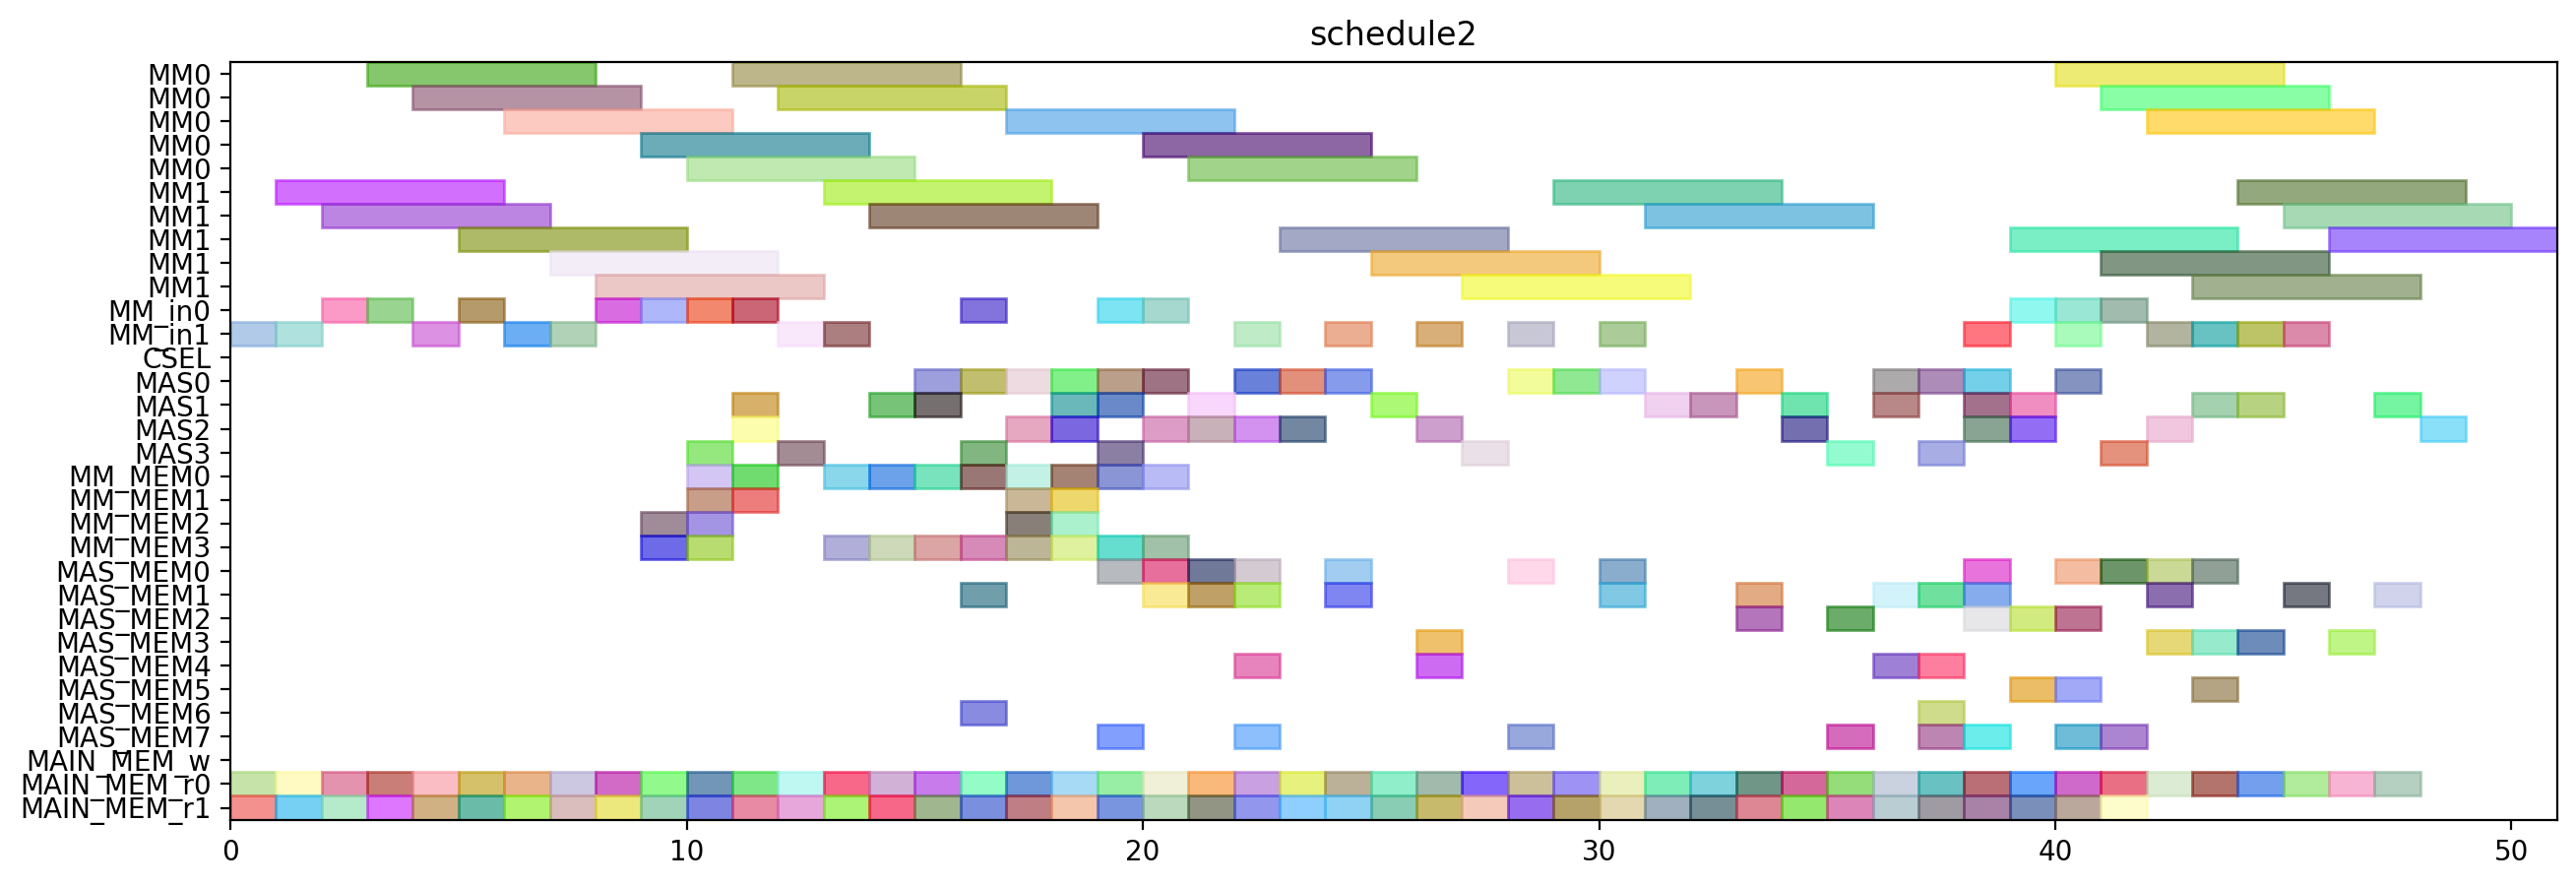 schedule2
MM0
MM0
MM0
MM0
MM0
MM1
MM1
MM1
MM1
MM1
MM_in0
MM_in1
CSEL
MAS0
MAS1
MAS2
MAS3
MM_MEM0
MM_MEM1
MM_MEM2
MM_MEM3
MAS_MEM0
MAS_MEM1
MAS_MEM2
MAS_MEM3
MAS_MEM4
MAS_MEM5
MAS_MEM6
MAS_MEM7
MAIN_MEM_w
MAIN_MEM_r0
MAIN_MEM_r1
0 10 20 30 40 50